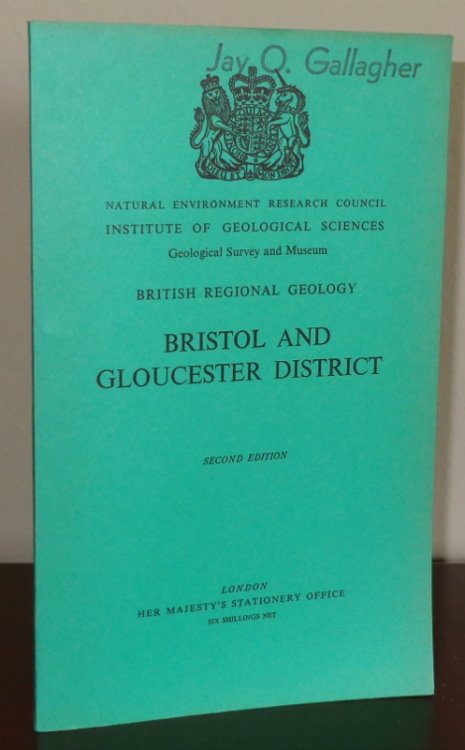 Jay O. Gallagher
NATURAL ENVIRONMENT RESEARCH COUNCIL
INSTITUTE OF GEOLOGICAL SCIENCES
Geological Survey and Museum
BRITISH REGIONAL GEOLOGY
BRISTOL AND
GLOUCESTER DISTRICT
SECOND EDITION
LONDON
HER MAJESTY'S STATIONERY OFFICE
SIX SHILLINGS NET